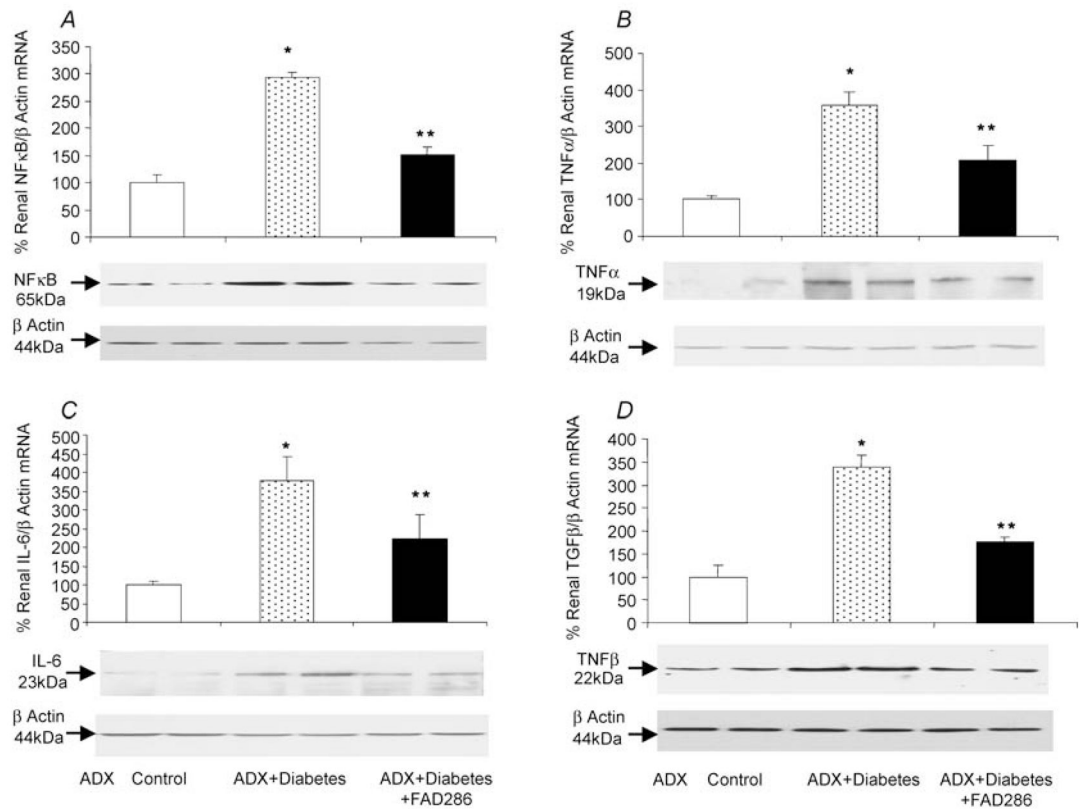 A
% Renal NFκB/β Actin mRNA
350
300
250
200
150
100
50
0
*
**
NFκB
65kDa
β Actin
44kDa
B
% Renal TNFα/β Actin mRNA
500
400
300
200
100
0
*
**
TNFα
19kDa
β Actin
44kDa
C
% Renal IL-6/β Actin mRNA
500
450
400
350
300
250
200
150
100
50
0
*
**
IL-6
23kDa
β Actin
44kDa
ADX Control ADX+Diabetes ADX+Diabetes
+FAD286
D
% Renal TGFβ/β Actin mRNA
400
350
300
250
200
150
100
50
0
*
**
TNFβ
22kDa
β Actin
44kDa
ADX Control ADX+Diabetes ADX+Diabetes
+FAD286